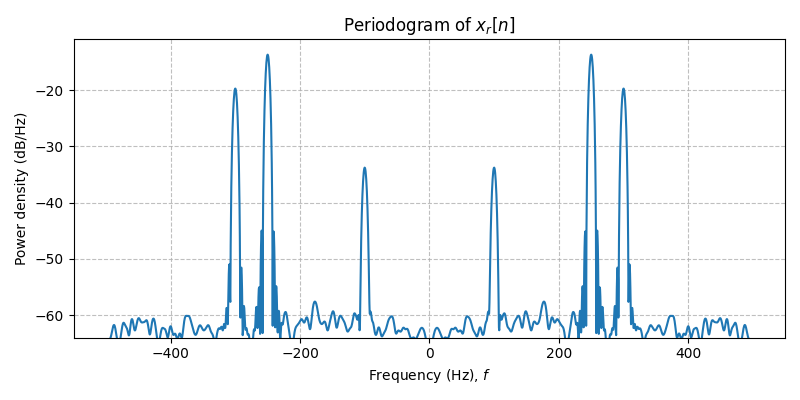 Periodogram of x_r[n]
Power density (dB/Hz)
−20
−30
−40
−50
−60
−400 −200 0 200 400
Frequency (Hz), f